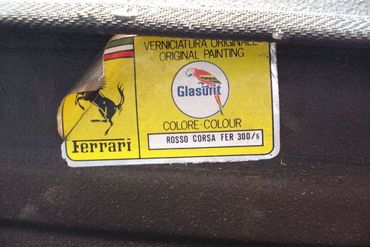 VERNICIATURA ORIGINALE
ORIGINAL PAINTING
Glasurit
COLORE-COLOUR
ROSSO CORSA FER 300/6
Ferrari